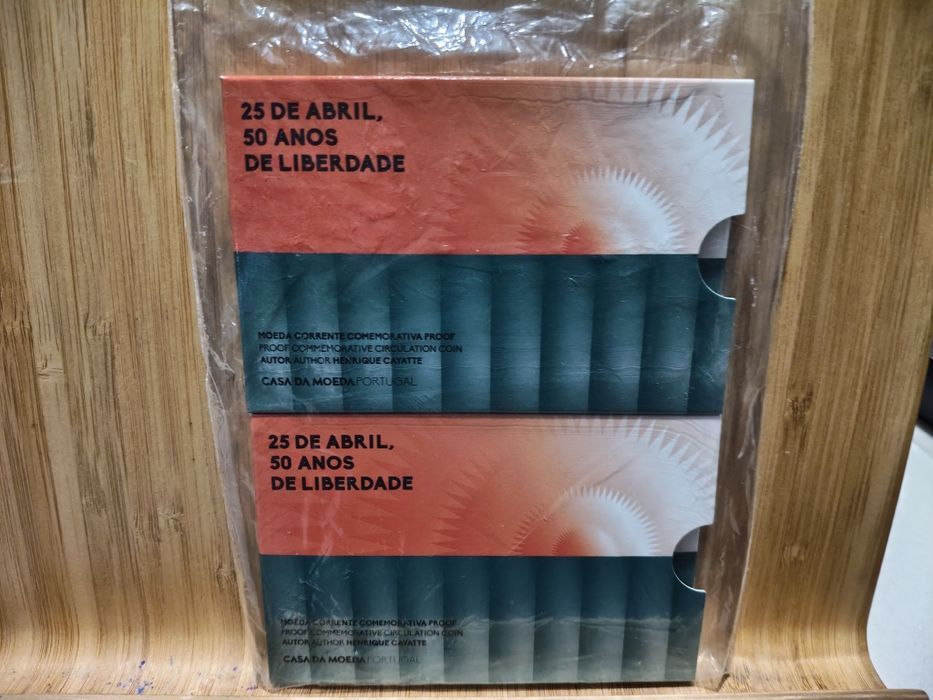 25 DE ABRIL,
50 ANOS
DE LIBERDADE
MOEDA CORRENTE COMEMORATIVA PROOF
PROOF COMMEMORATIVE CIRCULATION COIN
AUTOR AUTHOR HENRIQUE CAYATTE
CASA DA MOEDA PORTUGAL
25 DE ABRIL,
50 ANOS
DE LIBERDADE
MOEDA CORRENTE COMEMORATIVA PROOF
PROOF COMMEMORATIVE CIRCULATION COIN
AUTOR AUTHOR HENRIQUE CAYATTE
CASA DA MOEDA PORTUGAL